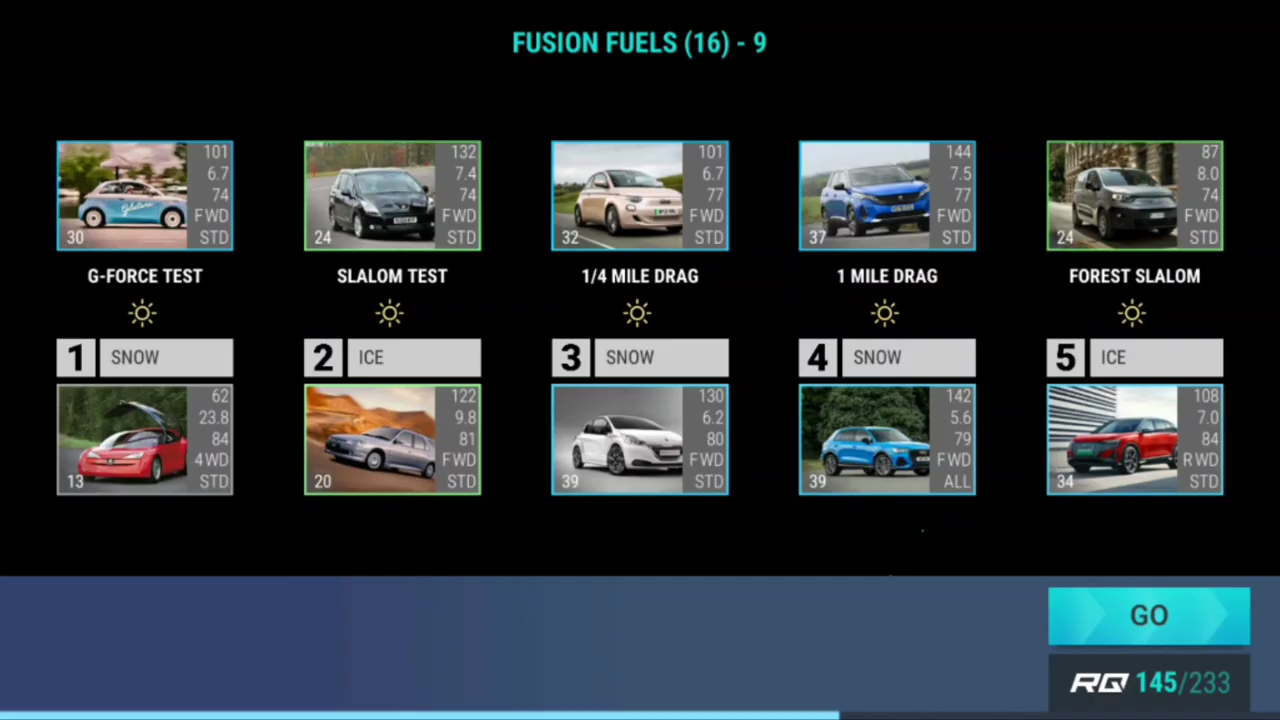 FUSION FUELS (16) - 9
101
6.7
74
FWD
30 STD
132
7.4
74
FWD
24 STD
101
6.7
77
FWD
32 STD
144
7.5
77
FWD
37 STD
87
8.0
74
FWD
24 STD
G-FORCE TEST
SLALOM TEST
1/4 MILE DRAG
1 MILE DRAG
FOREST SLALOM
1 SNOW
2 ICE
3 SNOW
4 SNOW
5 ICE
62
23.8
84
4WD
13 STD
122
9.8
81
FWD
20 STD
130
6.2
80
FWD
39 STD
142
5.6
79
FWD
39 ALL
108
7.0
84
RWD
34 STD
GO
RQ 145/233